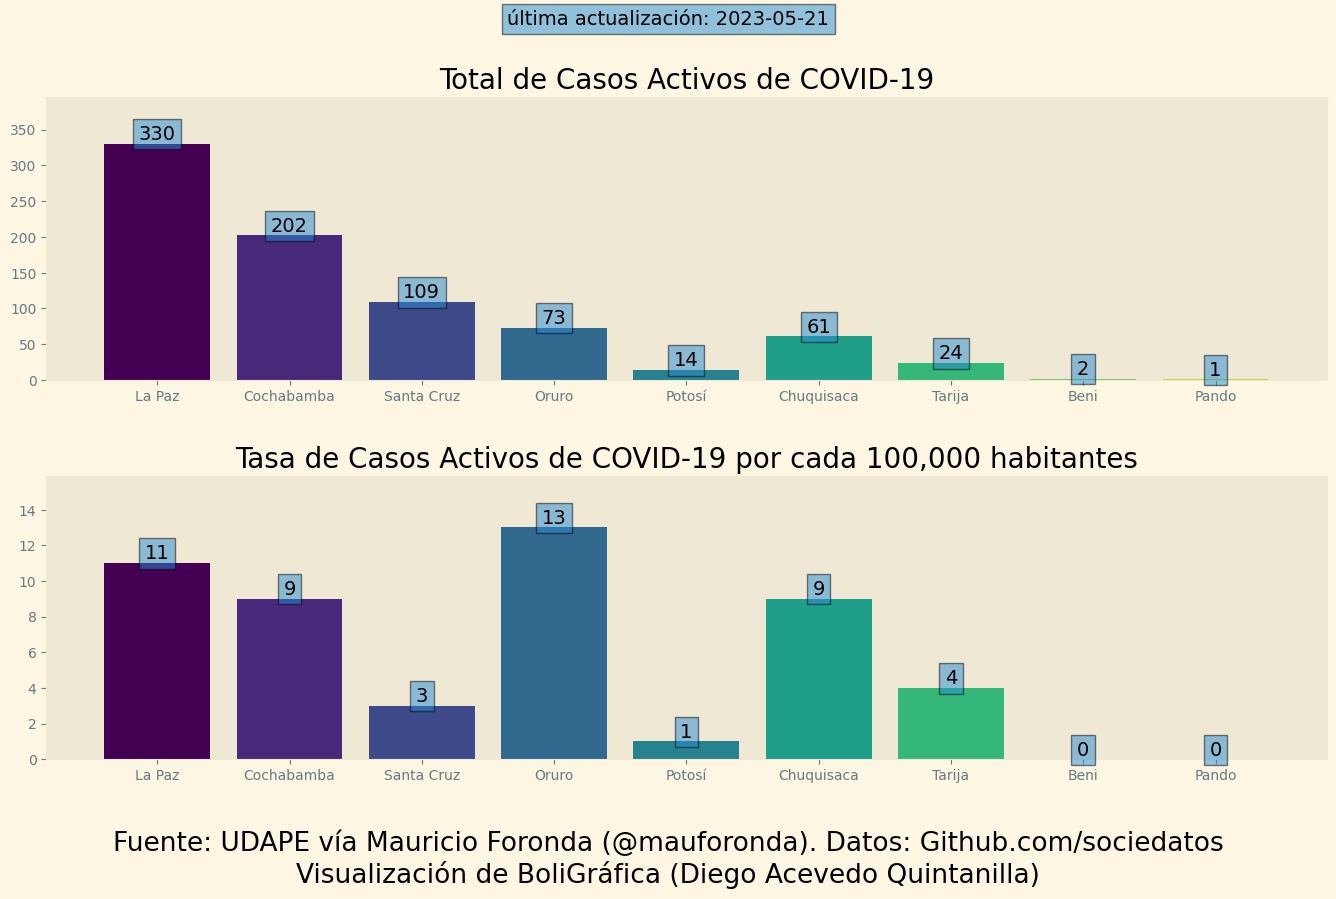 última actualización: 2023-05-21
Total de Casos Activos de COVID-19
350
300
250
200
150
100
50
0
330
202
109
73
14
61
24
2
1
La Paz
Cochabamba
Santa Cruz
Oruro
Potosí
Chuquisaca
Tarija
Beni
Pando
Tasa de Casos Activos de COVID-19 por cada 100,000 habitantes
14
12
10
8
6
4
2
0
11
9
3
13
1
9
4
0
0
La Paz
Cochabamba
Santa Cruz
Oruro
Potosí
Chuquisaca
Tarija
Beni
Pando
Fuente: UDAPE vía Mauricio Foronda (@mauforonda). Datos: Github.com/sociedatos
Visualización de BoliGráfica (Diego Acevedo Quintanilla)